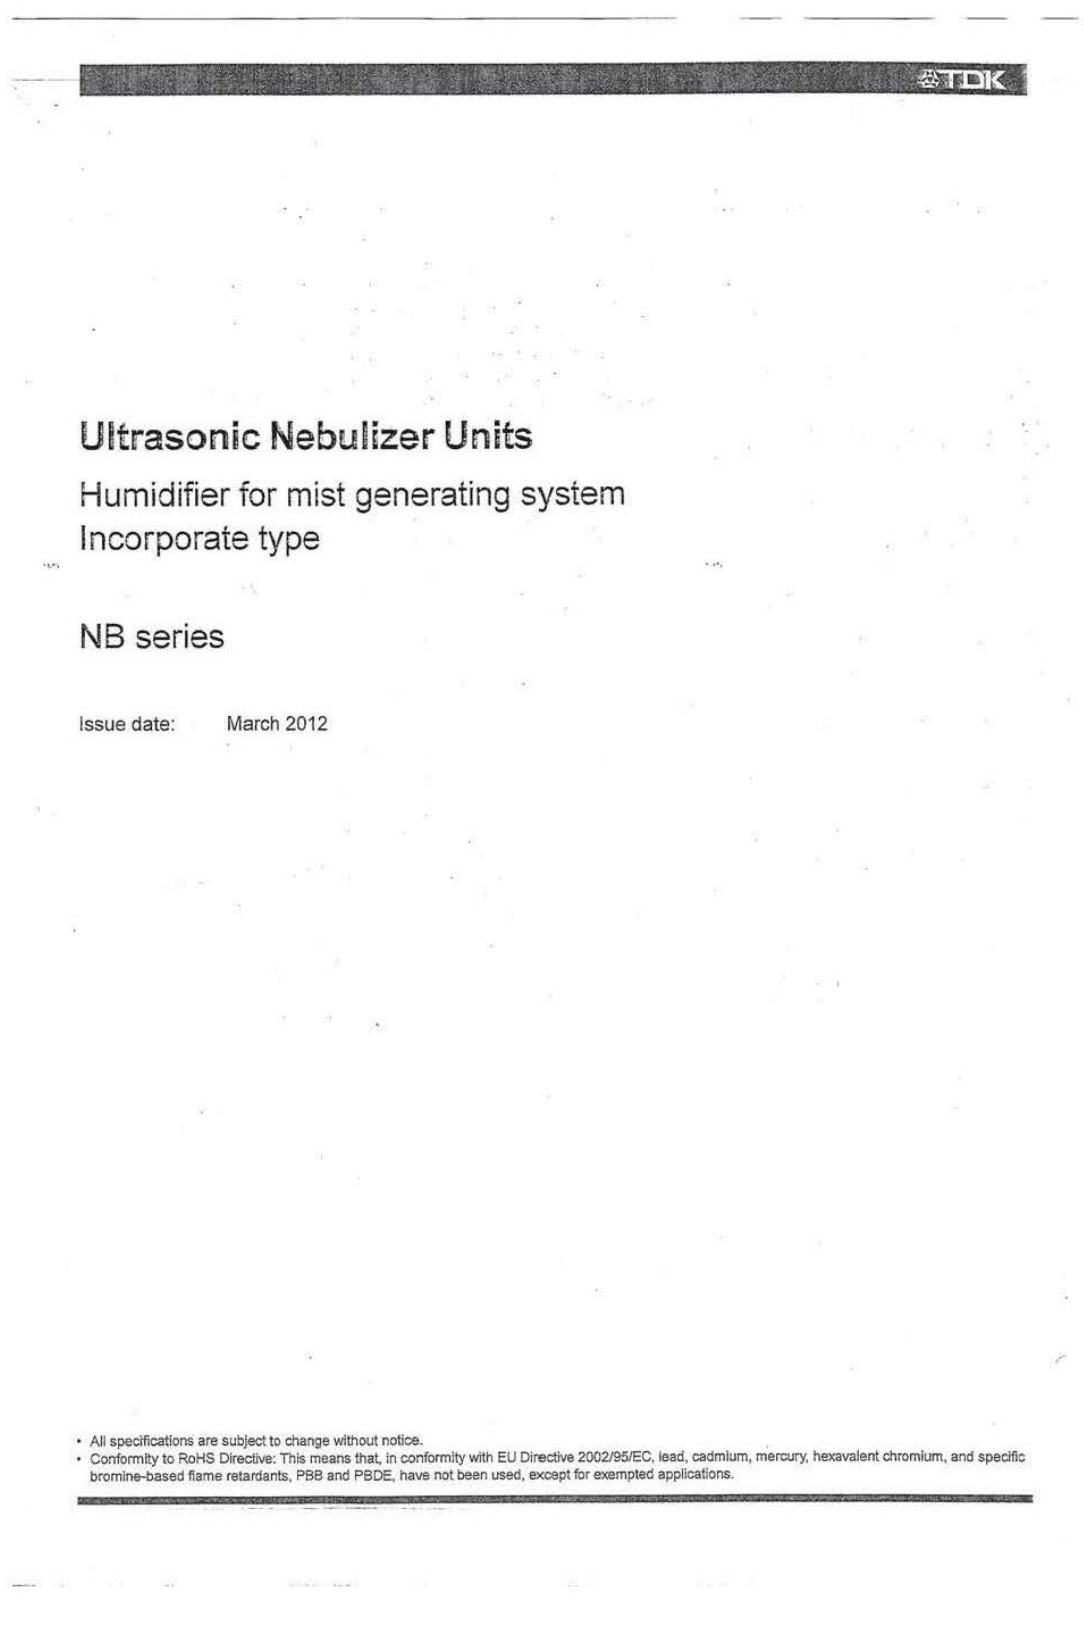 TDK
Ultrasonic Nebulizer Units
Humidifier for mist generating system
Incorporate type
NB series
Issue date: March 2012
• All specifications are subject to change without notice.
• Conformity to RoHS Directive: This means that, in conformity with EU Directive 2002/95/EC, lead, cadmium, mercury, hexavalent chromium, and specific
bromine-based flame retardants, PBB and PBDE, have not been used, except for exempted applications.